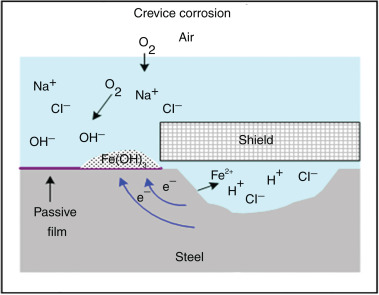 Crevice corrosion
Air
O₂
Na⁺
O₂
Na⁺
Cl⁻
Cl⁻
OH⁻
OH⁻
Shield
Fe(OH)₃
Fe²⁺
H⁺
Cl⁻
e⁻
H⁺
e⁻
Cl⁻
Passive
film
Steel